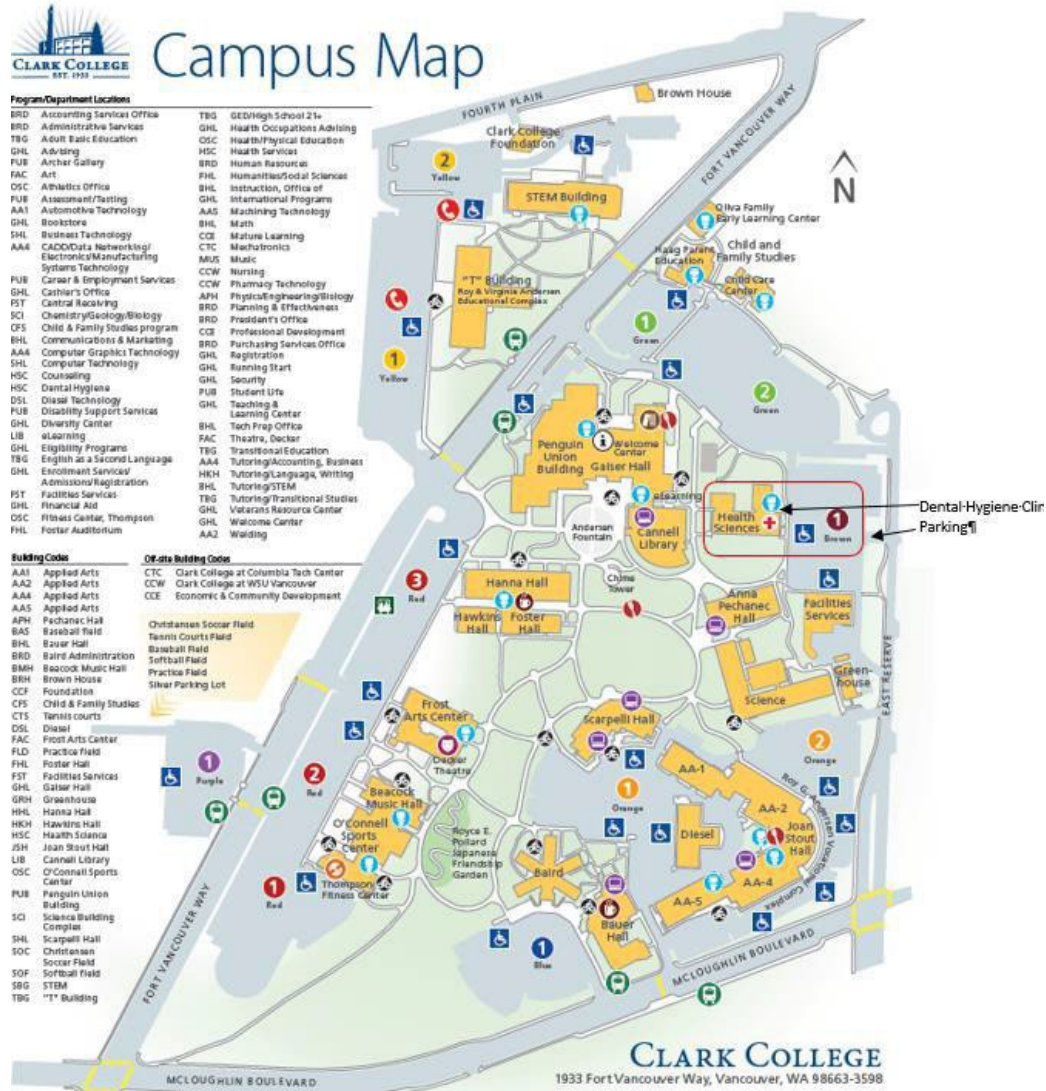 CLARK COLLEGE
EST. 1933
Campus Map
Program/Department Locations
BRD Accounting Services Office
BRD Administrative Services
TBG Adult Basic Education
GHL Advising
PUB Archer Gallery
FAC Art
OSC Athletics Office
PUB Assessment/Testing
AA1 Automotive Technology
GHL Bookstore
SHL Business Technology
AA4 CADD/Data Networking/
Electronics/Manufacturing
Systems Technology
PUB Career & Employment Services
GHL Cashier's Office
FST Central Receiving
SCI Chemistry/Geology/Biology
CFS Child & Family Studies program
BHL Communications & Marketing
AA4 Computer Graphics Technology
SHL Computer Technology
HSC Counseling
HSC Dental Hygiene
DSL Diesel Technology
PUB Disability Support Services
GHL Diversity Center
LIB eLearning
GHL Eligibility Programs
TBG English as a Second Language
GHL Enrollment Services/
Admissions/Registration
FST Facilities Services
GHL Financial Aid
OSC Fitness Center, Thompson
FHL Foster Auditorium
TBG GED/High School 21+
GHL Health Occupations Advising
OSC Health/Physical Education
HSC Health Services
BRD Human Resources
FHL Humanities/Social Sciences
BHL Instruction, Office of
GHL International Programs
AA5 Machining Technology
BHL Math
CCE Mature Learning
CTC Mechatronics
MUS Music
CCW Nursing
CCW Pharmacy Technology
APH Physics/Engineering/Biology
BRD Planning & Effectiveness
BRD President's Office
CCE Professional Development
BRD Purchasing Services Office
GHL Registration
GHL Running Start
GHL Security
PUB Student Life
GHL Teaching &
Learning Center
BHL Tech Prep Office
FAC Theatre, Decker
TBG Transitional Education
AA4 Tutoring/Accounting, Business
HKH Tutoring/Language, Writing
BHL Tutoring/STEM
TBG Tutoring/Transitional Studies
GHL Veterans Resource Center
GHL Welcome Center
AA2 Welding
Building Codes
AA1 Applied Arts
AA2 Applied Arts
AA4 Applied Arts
AA5 Applied Arts
APH Pechanec Hall
BAS Baseball field
BHL Bauer Hall
BRD Baird Administration
BMH Beacock Music Hall
BRH Brown House
CCF Foundation
CFS Child & Family Studies
CTS Tennis courts
DSL Diesel
FAC Frost Arts Center
FLD Practice field
FHL Foster Hall
FST Facilities Services
GHL Gaiser Hall
GRH Greenhouse
HHL Hanna Hall
HKH Hawkins Hall
HSC Health Science
JSH Joan Stout Hall
LIB Cannell Library
OSC O'Connell Sports
Center
PUB Penguin Union
Building
SCI Science Building
Complex
SHL Scarpelli Hall
SOC Christensen
Soccer Field
SOF Softball field
SBG STEM
TBG "T" Building
Off-site Building Codes
CTC Clark College at Columbia Tech Center
CCW Clark College at WSU Vancouver
CCE Economic & Community Development
Christensen Soccer Field
Tennis Courts Field
Baseball Field
Softball Field
Practice Field
Silver Parking Lot
FOURTH PLAIN
Brown House
FORT VANCOUVER WAY
Clark College
Foundation
2
Yellow
STEM Building
N
Oliva Family
Early Learning Center
Haag Parent
Education
Child and
Family Studies
Child Care
Center
"T" Building
Roy & Virginia Andersen
Educational Complex
1
Green
1
Yellow
2
Green
Penguin
Union
Building
i
Welcome
Center
Gaiser Hall
eLearning
Cannell
Library
Andersen
Fountain
Health
Sciences
1
Brown
Dental·Hygiene·Clin
Parking¶
3
Red
Hanna Hall
Hawkins
Hall
Foster
Hall
Chime
Tower
Anna
Pechanec
Hall
Facilities
Services
Green-
house
Science
EAST RESERVE
Frost
Arts Center
Decker
Theatre
Scarpelli Hall
2
Orange
1
Purple
2
Red
Beacock
Music Hall
O'Connell
Sports
Center
Thompson
Fitness Center
1
Red
Royce E.
Pollard
Japanese
Friendship
Garden
1
Orange
AA-1
AA-2
Diesel
Joan
Stout
Hall
AA-4
AA-5
Roy G. Andersen Vocational Complex
Baird
Bauer
Hall
1
Blue
MCLOUGHLIN BOULEVARD
FORT VANCOUVER WAY
MCLOUGHLIN BOULEVARD
CLARK COLLEGE
1933 Fort Vancouver Way, Vancouver, WA 98663-3598